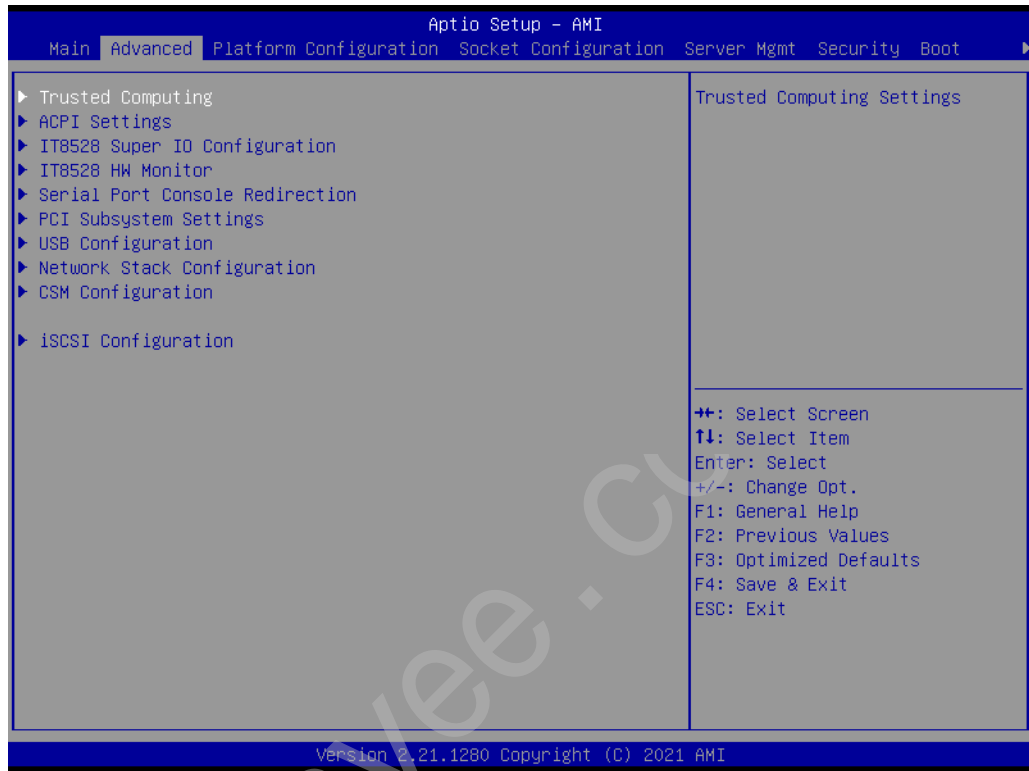 Aptio Setup – AMI
Main Advanced Platform Configuration Socket Configuration Server Mgmt Security Boot ▶
▶ Trusted Computing
▶ ACPI Settings
▶ IT8528 Super IO Configuration
▶ IT8528 HW Monitor
▶ Serial Port Console Redirection
▶ PCI Subsystem Settings
▶ USB Configuration
▶ Network Stack Configuration
▶ CSM Configuration
▶ iSCSI Configuration
Trusted Computing Settings
→←: Select Screen
↑↓: Select Item
Enter: Select
+/-: Change Opt.
F1: General Help
F2: Previous Values
F3: Optimized Defaults
F4: Save & Exit
ESC: Exit
Version 2.21.1280 Copyright (C) 2021 AMI